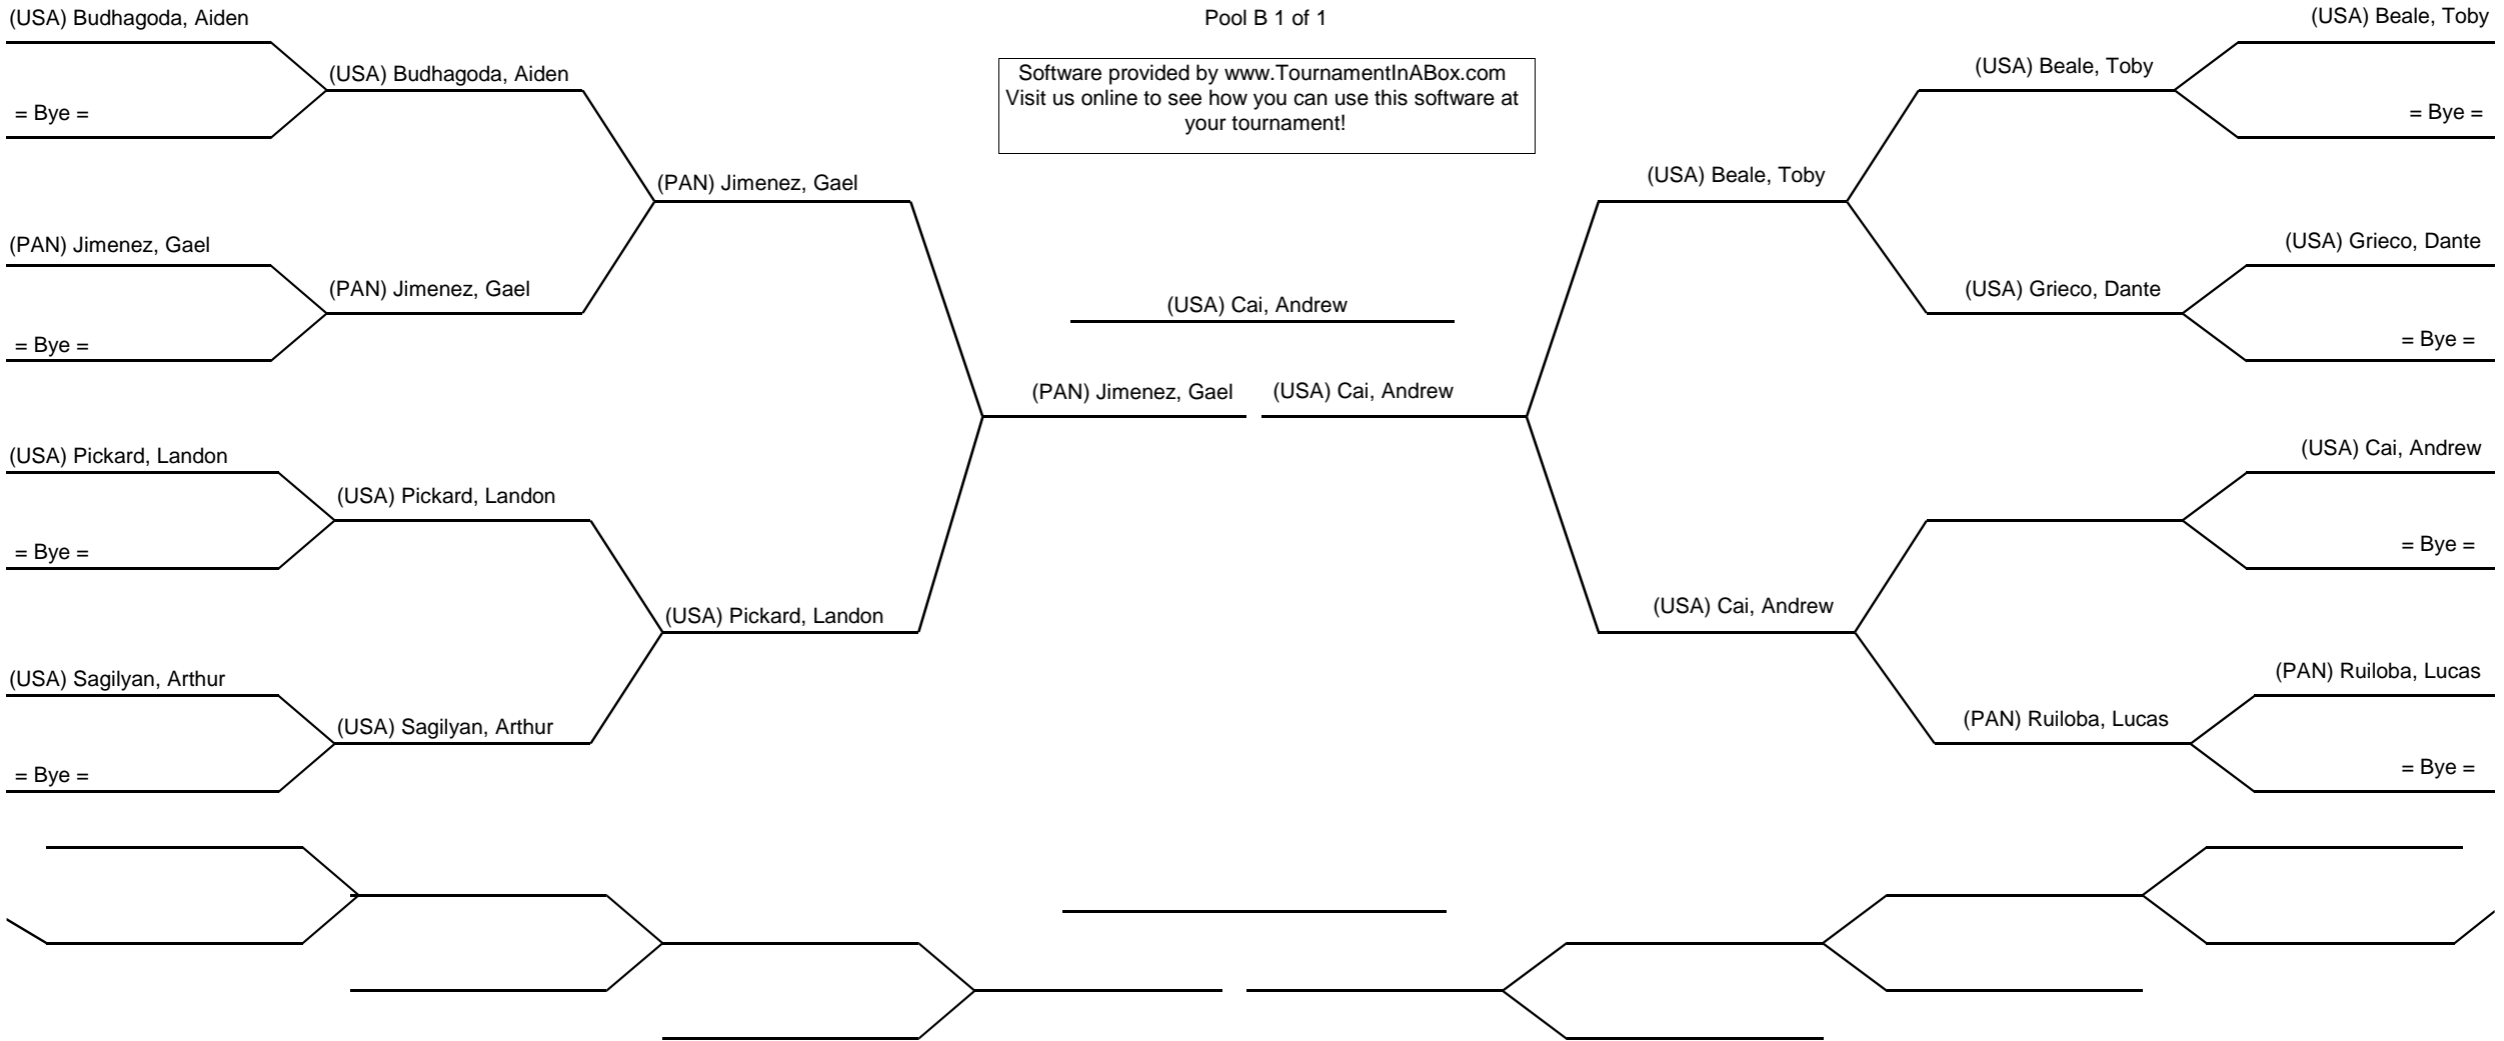 (USA) Budhagoda, Aiden
Pool B 1 of 1
(USA) Beale, Toby
Software provided by www.TournamentInABox.com
Visit us online to see how you can use this software at
your tournament!
(USA) Budhagoda, Aiden
(USA) Beale, Toby
= Bye =
= Bye =
(PAN) Jimenez, Gael
(USA) Beale, Toby
(PAN) Jimenez, Gael
(USA) Grieco, Dante
(PAN) Jimenez, Gael
(USA) Cai, Andrew
(USA) Grieco, Dante
= Bye =
= Bye =
(PAN) Jimenez, Gael
(USA) Cai, Andrew
(USA) Pickard, Landon
(USA) Cai, Andrew
(USA) Pickard, Landon
= Bye =
= Bye =
(USA) Pickard, Landon
(USA) Cai, Andrew
(USA) Sagilyan, Arthur
(PAN) Ruiloba, Lucas
(USA) Sagilyan, Arthur
(PAN) Ruiloba, Lucas
= Bye =
= Bye =